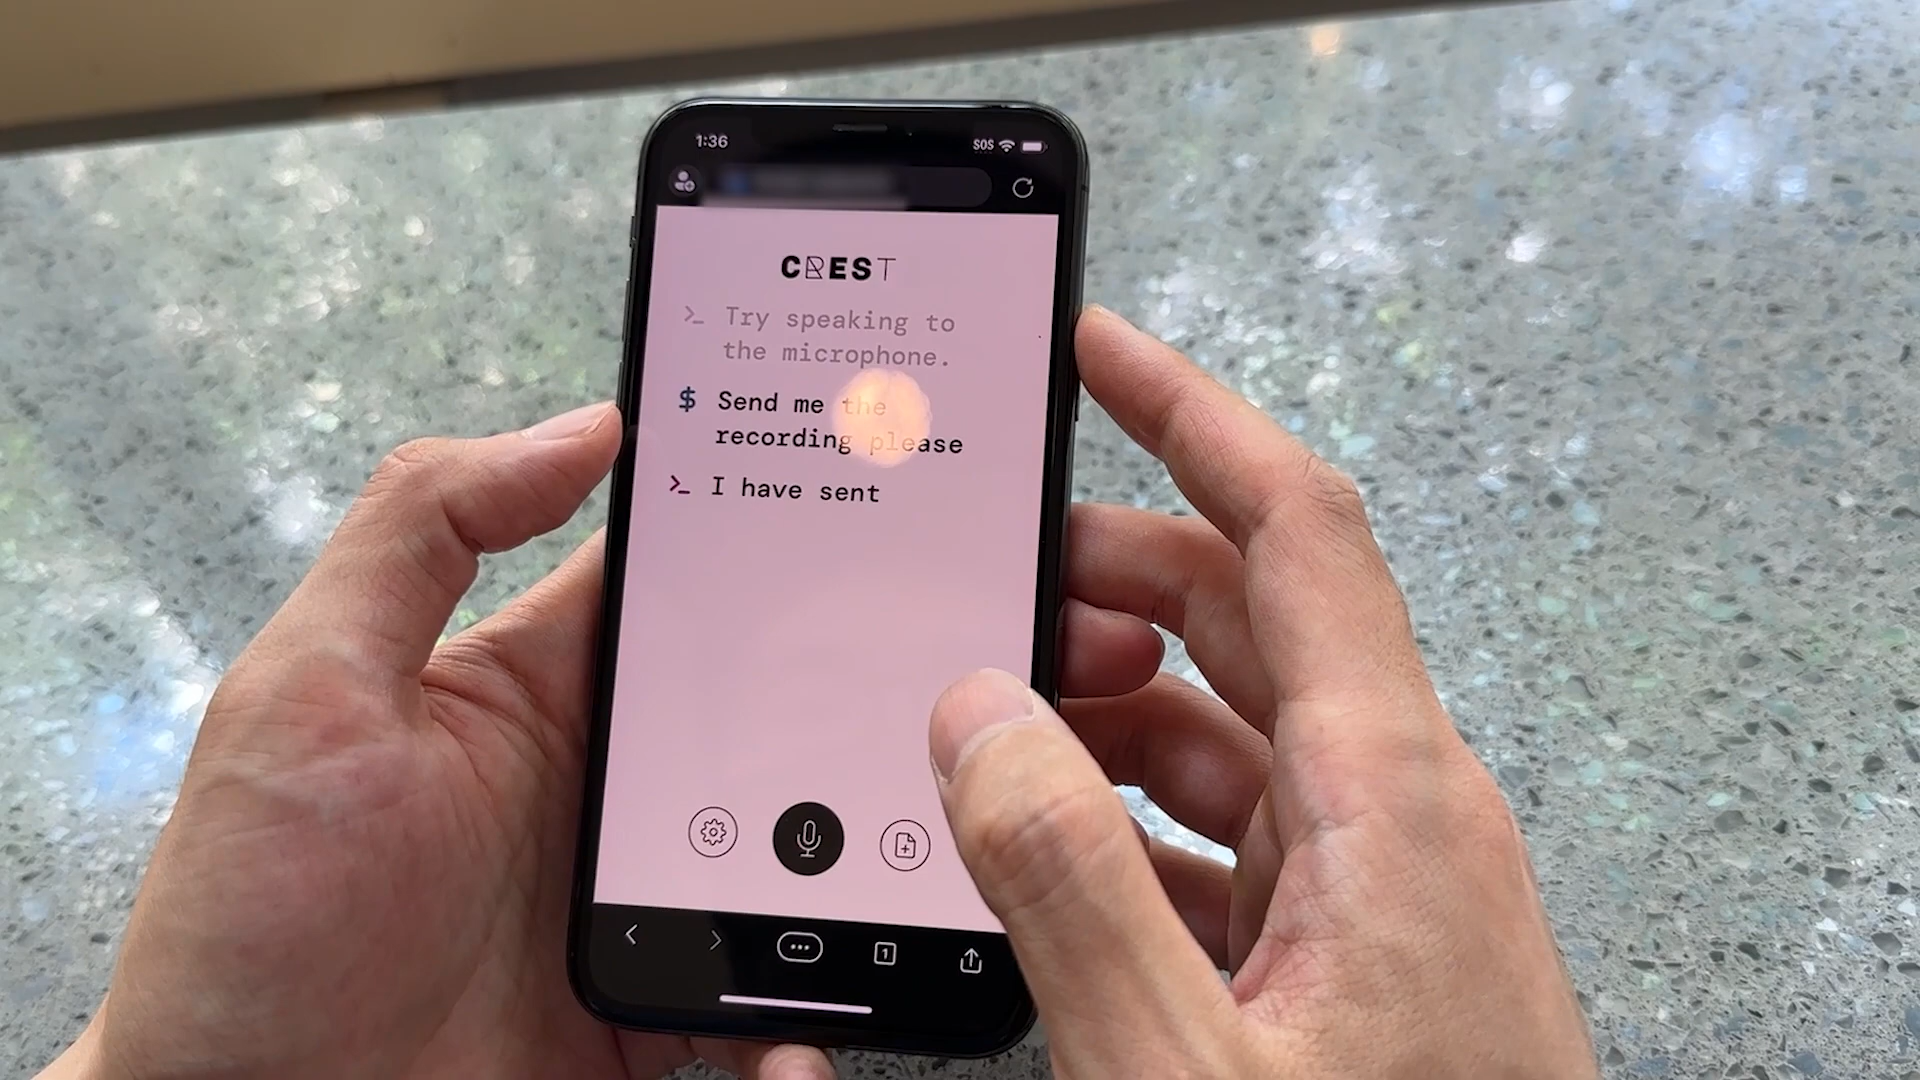 1:36
SOS
CREST
>_ Try speaking to
the microphone.
$ Send me the
recording please
>_ I have sent
1